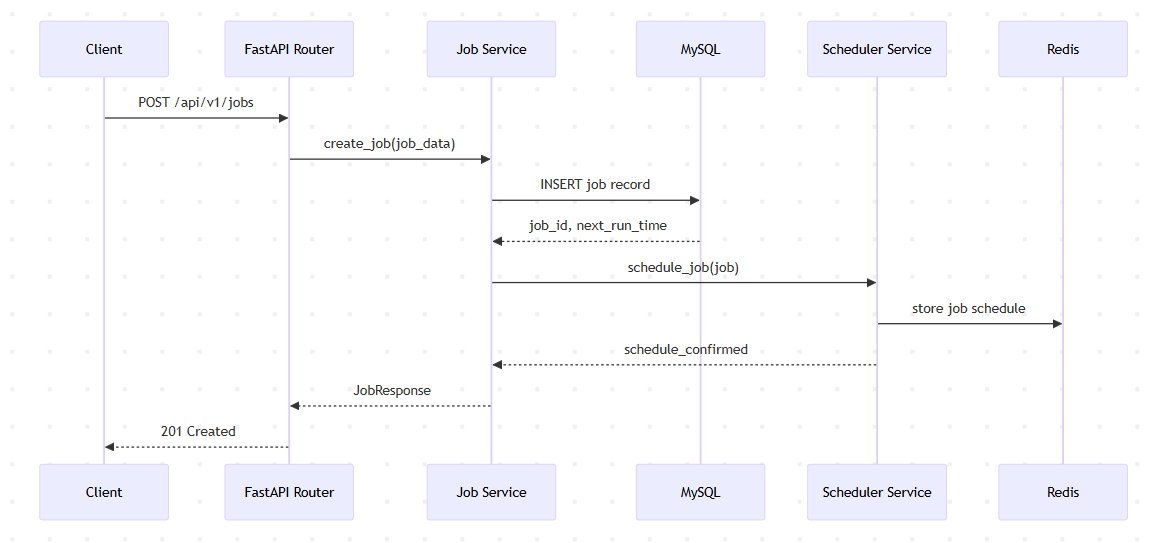 Client
FastAPI Router
Job Service
MySQL
Scheduler Service
Redis
POST /api/v1/jobs
create_job(job_data)
INSERT job record
job_id, next_run_time
schedule_job(job)
store job schedule
schedule_confirmed
JobResponse
201 Created
Client
FastAPI Router
Job Service
MySQL
Scheduler Service
Redis